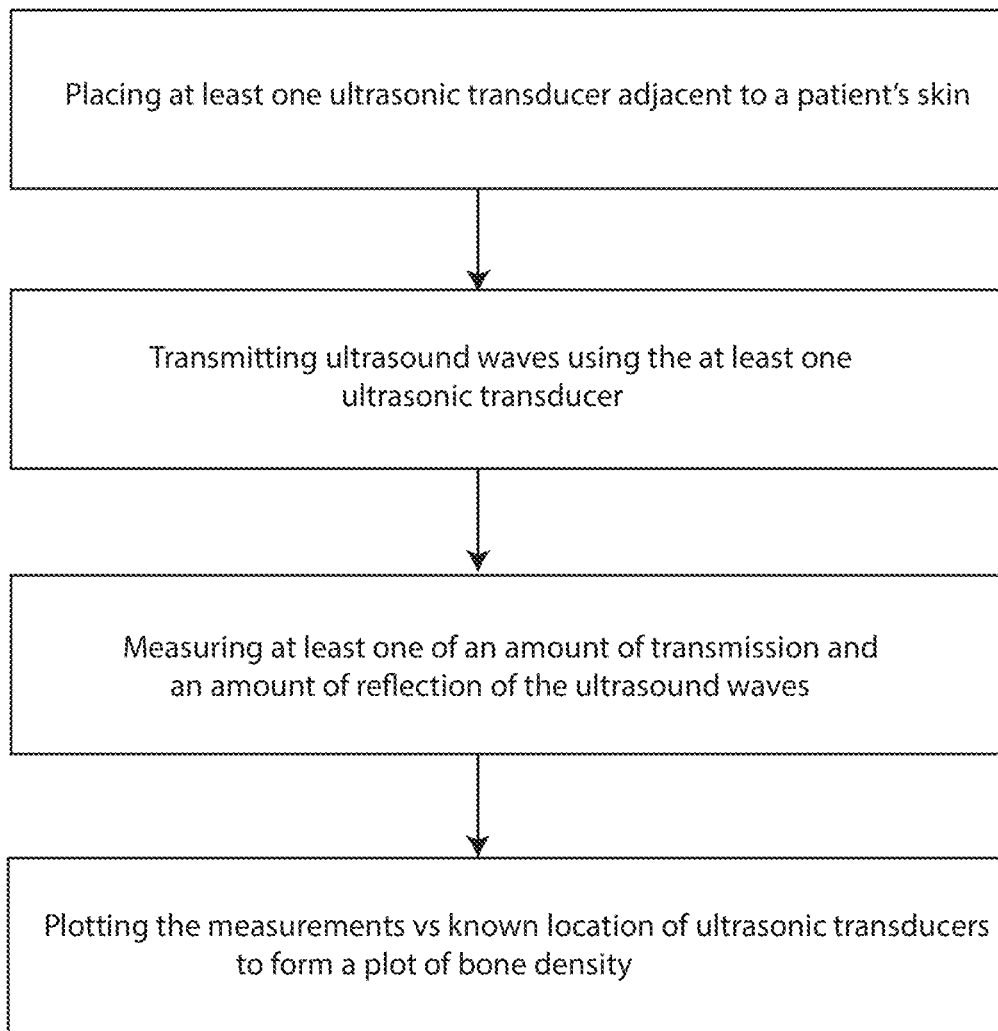 Placing at least one ultrasonic transducer adjacent to a patient's skin
Transmitting ultrasound waves using the at least one
ultrasonic transducer
Measuring at least one of an amount of transmission and
an amount of reflection of the ultrasound waves
Plotting the measurements vs known location of ultrasonic transducers
to form a plot of bone density